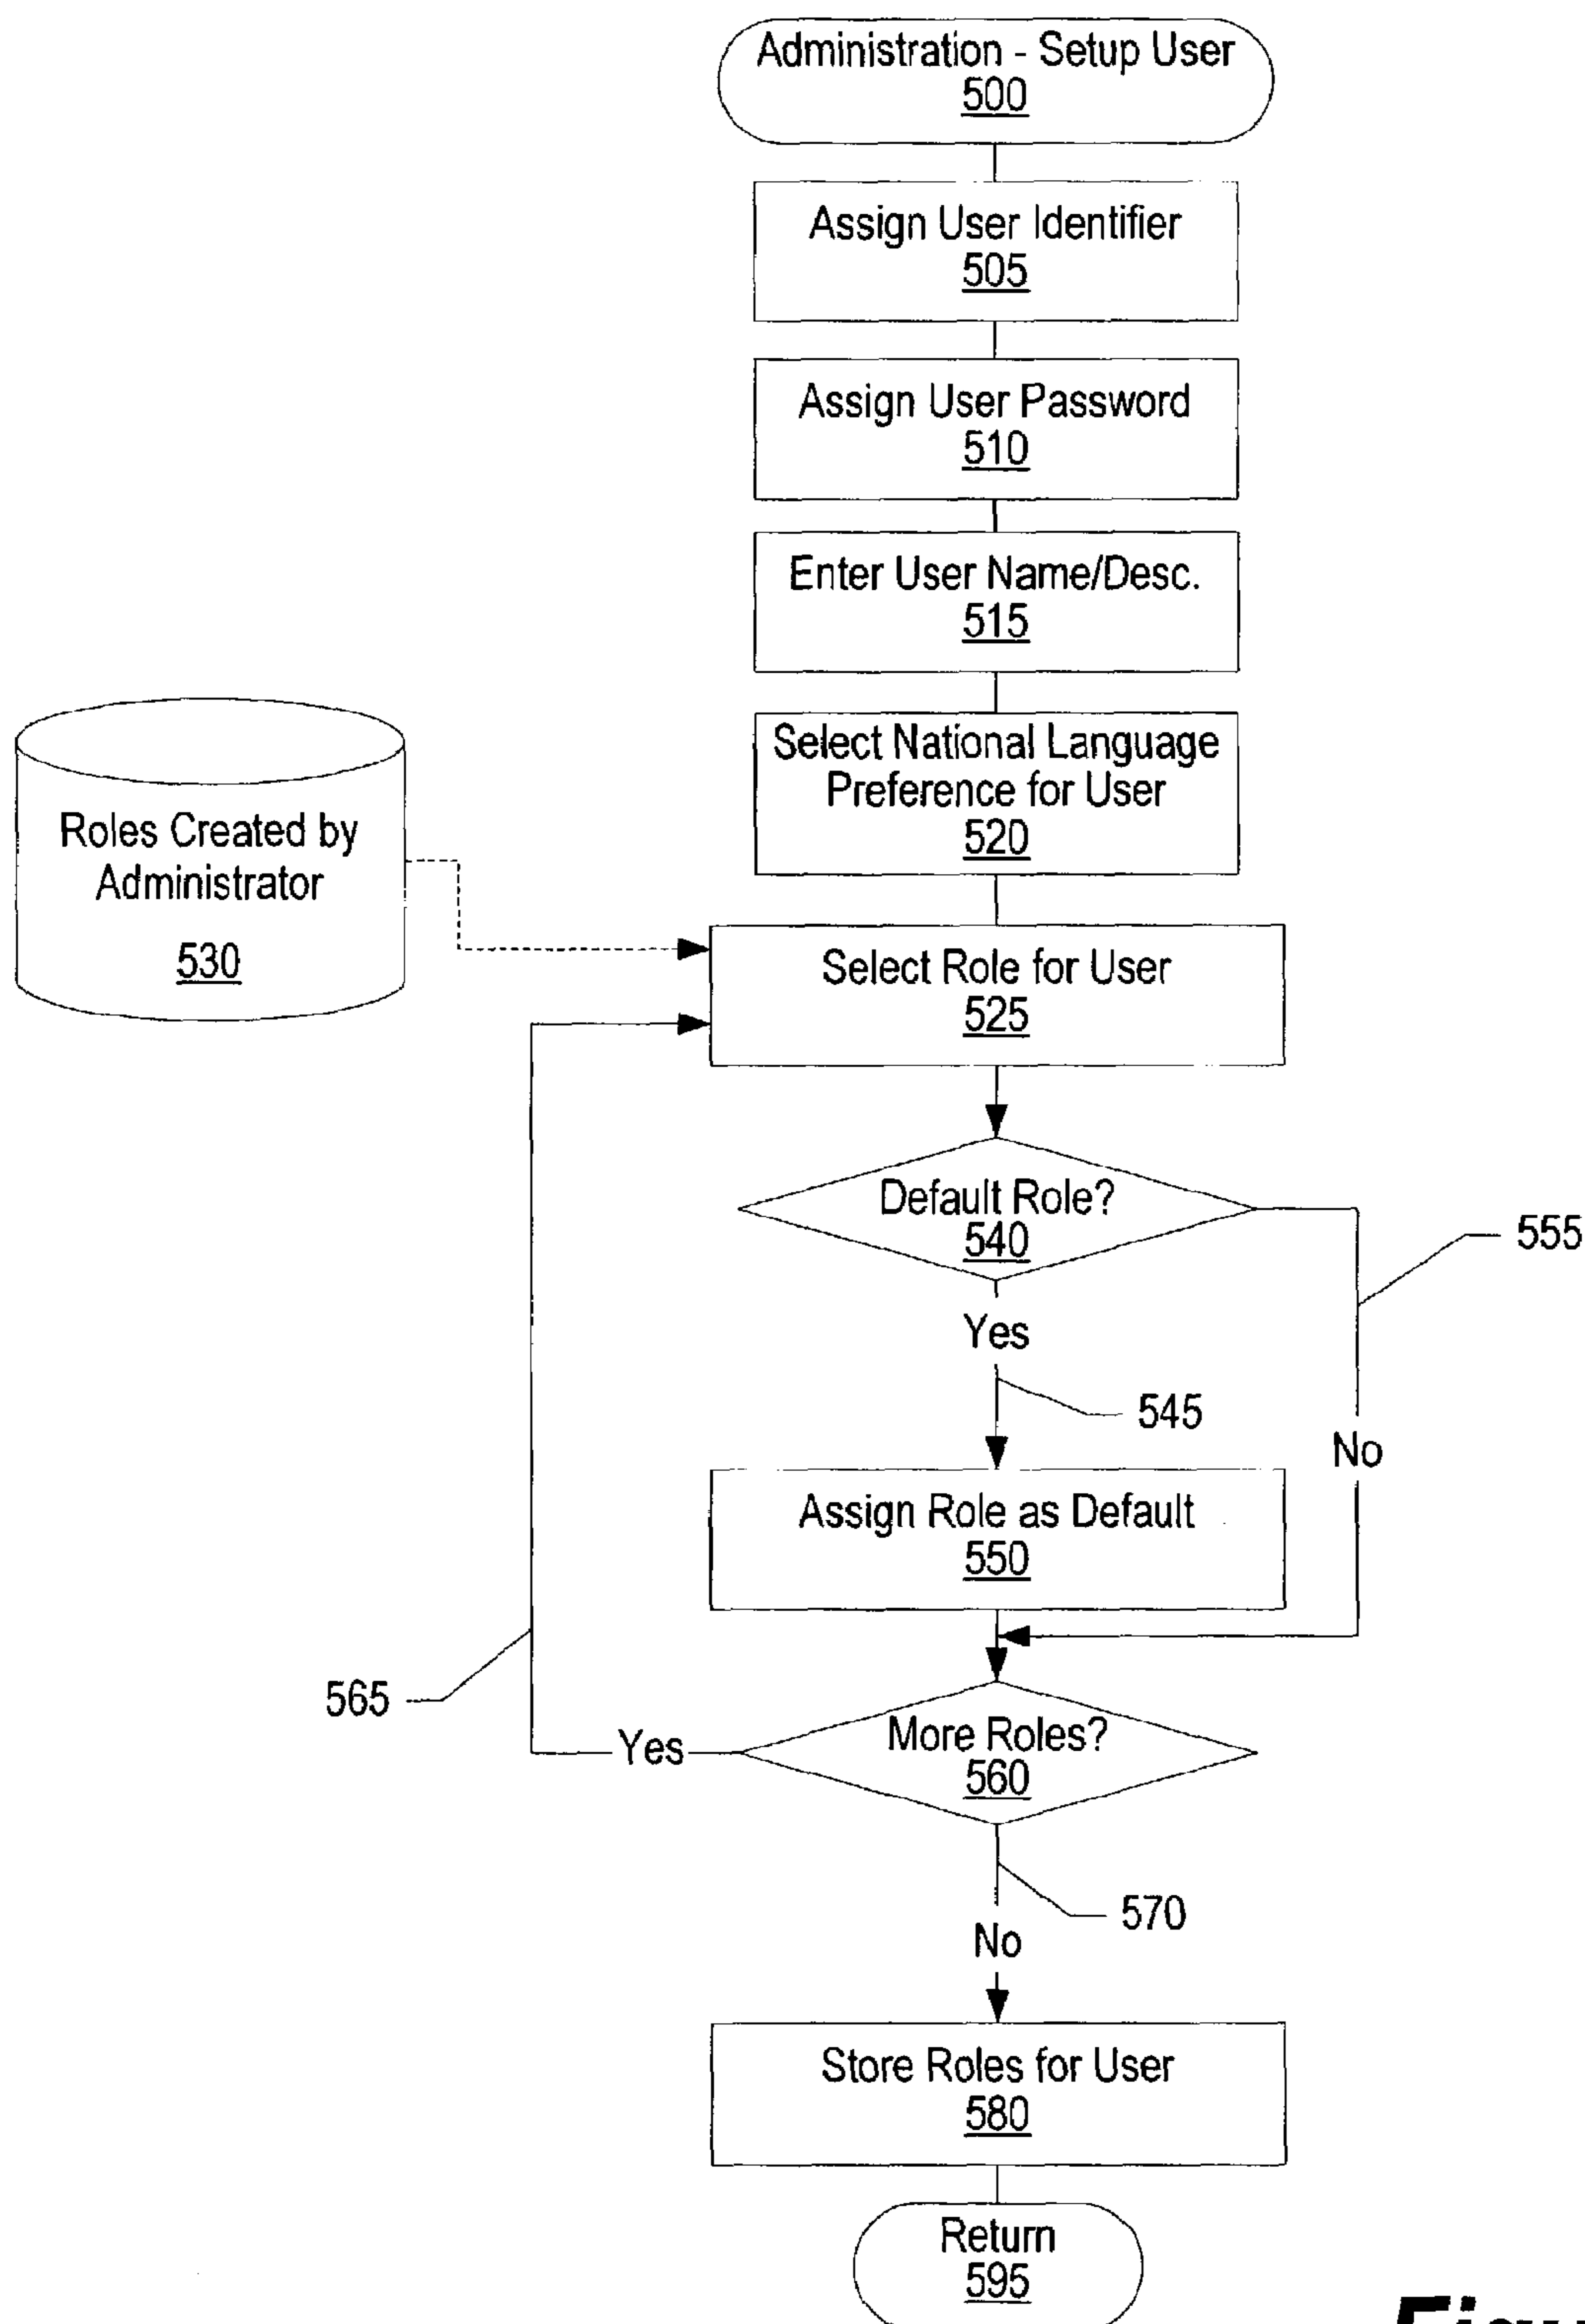 Administration - Setup User
500
Assign User Identifier
505
Assign User Password
510
Enter User Name/Desc.
515
Select National Language
Preference for User
520
Roles Created by
Administrator
530
Select Role for User
525
Default Role?
540
555
Yes
545
No
Assign Role as Default
550
565
Yes
More Roles?
560
570
No
Store Roles for User
580
Return
595